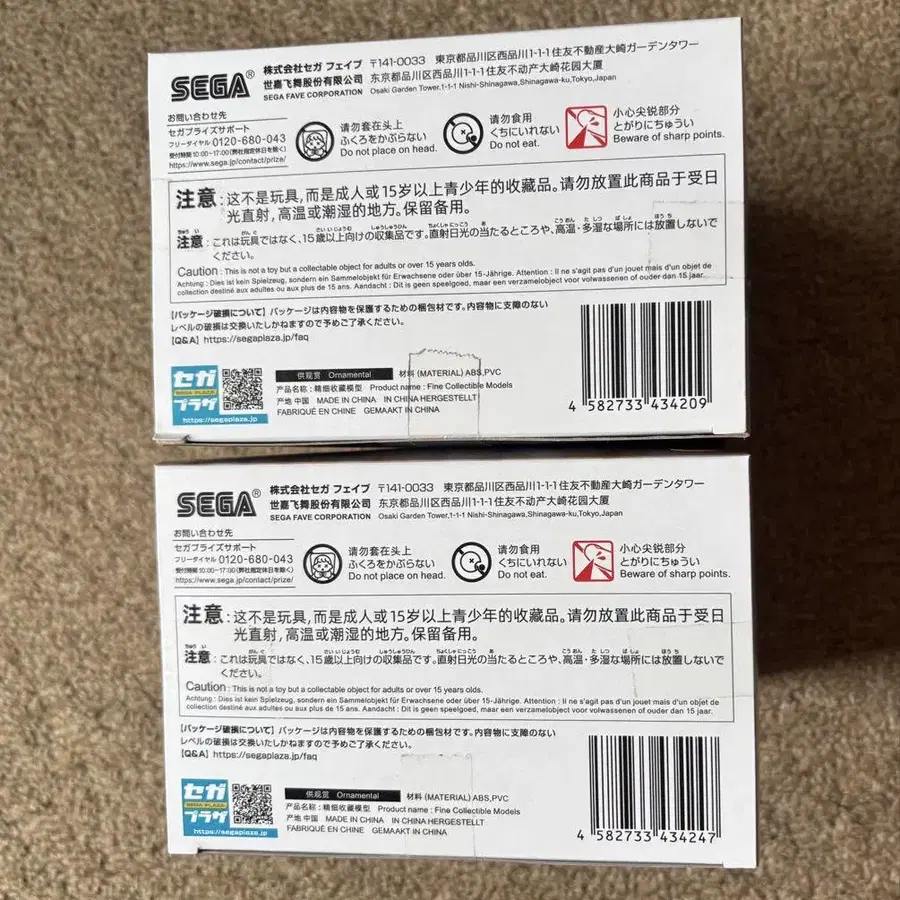 SEGA®
株式会社セガ フェイブ 〒141-0033 東京都品川区西品川1-1-1住友不動産大崎ガーデンタワー
世嘉飞舞股份有限公司 东京都品川区西品川1-1-1住友不动产大崎花园大厦
SEGA FAVE CORPORATION Osaki Garden Tower,1-1-1 Nishi-Shinagawa,Shinagawa-ku,Tokyo,Japan
お問い合わせ先
セガプライズサポート
フリーダイヤル 0120-680-043
受付時間 10:00~17:00(弊社指定休日を除く)
https://www.sega.jp/contact/prize/
请勿套在头上
ふくろをかぶらない
Do not place on head.
请勿食用
くちにいれない
Do not eat.
小心尖锐部分
とがりにちゅうい
Beware of sharp points.
注意:这不是玩具,而是成人或15岁以上青少年的收藏品。请勿放置此商品于受日
光直射,高温或潮湿的地方。保留备用。
注意:これは玩具ではなく、15歳以上向けの収集品です。直射日光の当たるところや、高温・多湿な場所には放置しないで
ください。
Caution : This is not a toy but a collectable object for adults or over 15 years olds.
Achtung : Dies ist kein Spielzeug, sondern ein Sammelobjekt für Erwachsene oder über 15-Jährige. Attention : Il ne s'agit pas d'un jouet mais d'un objet de
collection destiné aux adultes ou aux plus de 15 ans. Aandacht : Dit is geen speelgoed, maar een verzamelobject voor volwassenen of ouder dan 15 jaar.
【パッケージ破損について】パッケージは内容物を保護するための梱包材です。内容物に支障のない
レベルの破損は交換いたしかねますので予めご了承ください。
【Q&A】https://segaplaza.jp/faq
セガ
SEGA PLAZA
プラザ
https://segaplaza.jp
供观赏 Ornamental 材料 (MATERIAL) ABS,PVC
产品名称:精细收藏模型 Product name : Fine Collectible Models
产地 中国 MADE IN CHINA IN CHINA HERGESTELLT
FABRIQUÉ EN CHINE GEMAAKT IN CHINA
4 582733 434209
SEGA®
株式会社セガ フェイブ 〒141-0033 東京都品川区西品川1-1-1住友不動産大崎ガーデンタワー
世嘉飞舞股份有限公司 东京都品川区西品川1-1-1住友不动产大崎花园大厦
SEGA FAVE CORPORATION Osaki Garden Tower,1-1-1 Nishi-Shinagawa,Shinagawa-ku,Tokyo,Japan
お問い合わせ先
セガプライズサポート
フリーダイヤル 0120-680-043
受付時間 10:00~17:00(弊社指定休日を除く)
https://www.sega.jp/contact/prize/
请勿套在头上
ふくろをかぶらない
Do not place on head.
请勿食用
くちにいれない
Do not eat.
小心尖锐部分
とがりにちゅうい
Beware of sharp points.
注意:这不是玩具,而是成人或15岁以上青少年的收藏品。请勿放置此商品于受日
光直射,高温或潮湿的地方。保留备用。
注意:これは玩具ではなく、15歳以上向けの収集品です。直射日光の当たるところや、高温・多湿な場所には放置しないで
ください。
Caution : This is not a toy but a collectable object for adults or over 15 years olds.
Achtung : Dies ist kein Spielzeug, sondern ein Sammelobjekt für Erwachsene oder über 15-Jährige. Attention : Il ne s'agit pas d'un jouet mais d'un objet de
collection destiné aux adultes ou aux plus de 15 ans. Aandacht : Dit is geen speelgoed, maar een verzamelobject voor volwassenen of ouder dan 15 jaar.
【パッケージ破損について】パッケージは内容物を保護するための梱包材です。内容物に支障のない
レベルの破損は交換いたしかねますので予めご了承ください。
【Q&A】https://segaplaza.jp/faq
セガ
SEGA PLAZA
プラザ
https://segaplaza.jp
供观赏 Ornamental 材料 (MATERIAL) ABS,PVC
产品名称:精细收藏模型 Product name : Fine Collectible Models
产地 中国 MADE IN CHINA IN CHINA HERGESTELLT
FABRIQUÉ EN CHINE GEMAAKT IN CHINA
4 582733 434247